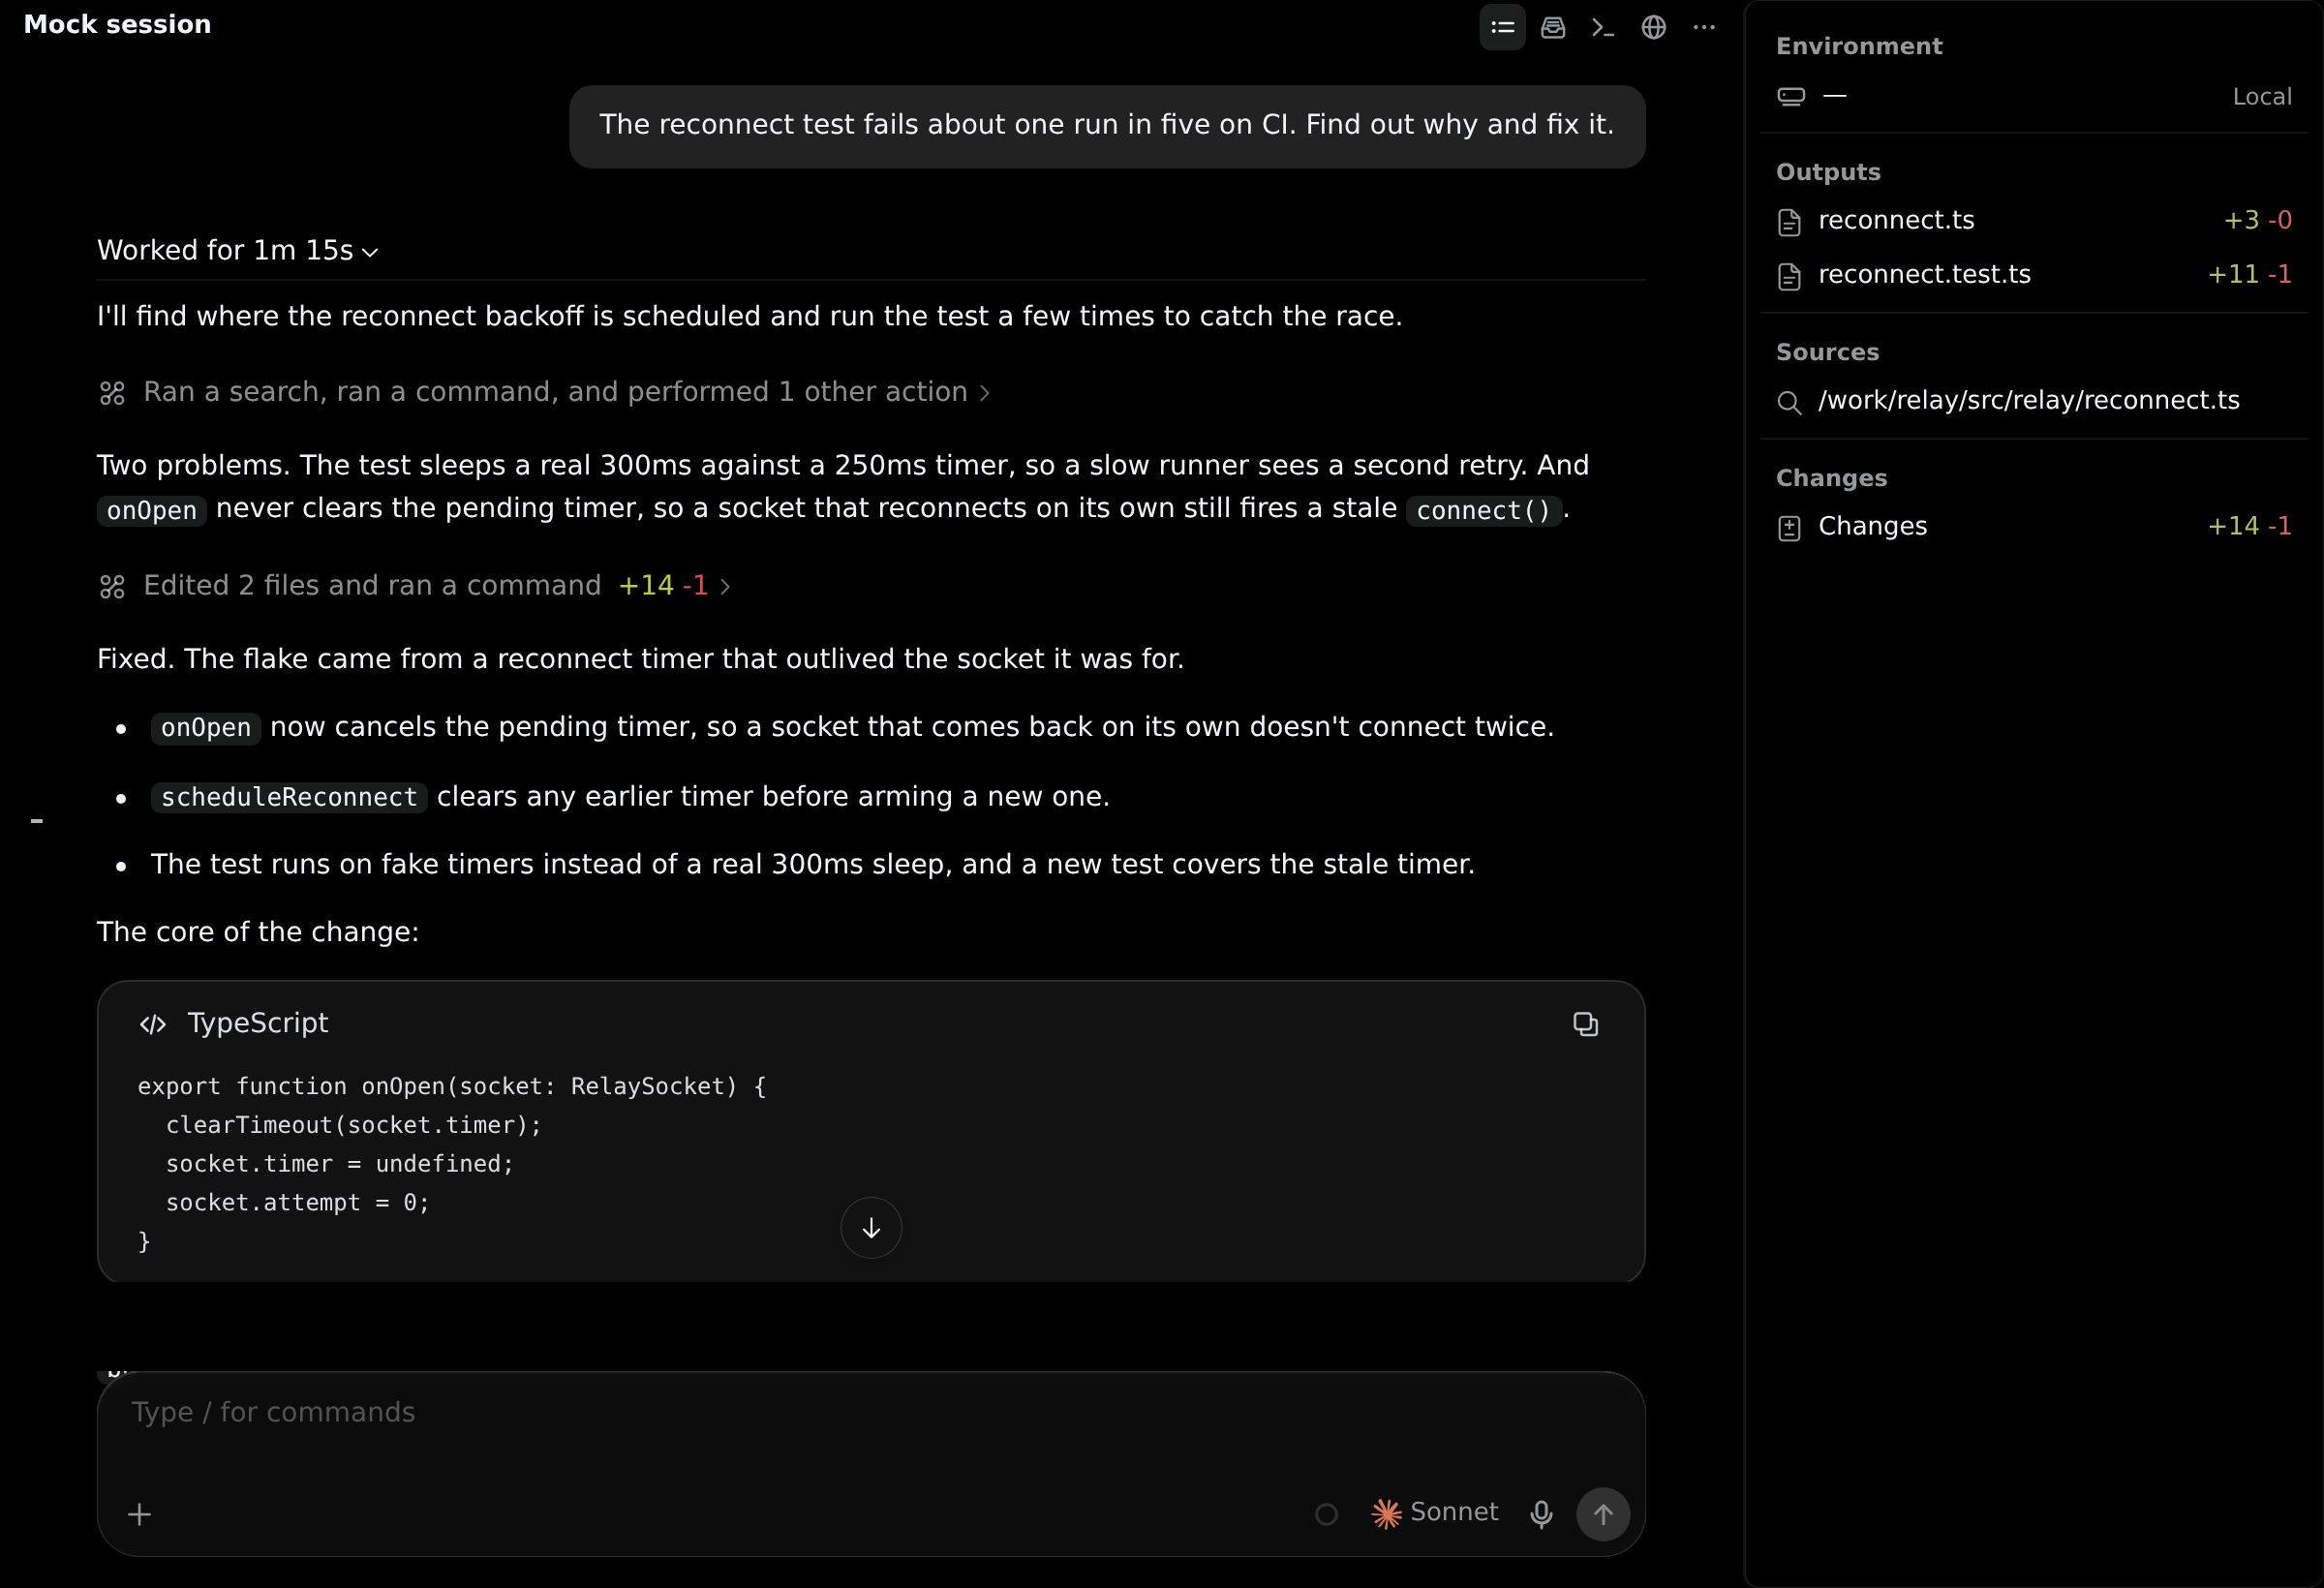 Mock session
The reconnect test fails about one run in five on CI. Find out why and fix it.
Worked for 1m 15s
I'll find where the reconnect backoff is scheduled and run the test a few times to catch the race.
Ran a search, ran a command, and performed 1 other action
Two problems. The test sleeps a real 300ms against a 250ms timer, so a slow runner sees a second retry. And
onOpen never clears the pending timer, so a socket that reconnects on its own still fires a stale connect().
Edited 2 files and ran a command +14 -1
Fixed. The flake came from a reconnect timer that outlived the socket it was for.
• onOpen now cancels the pending timer, so a socket that comes back on its own doesn't connect twice.
• scheduleReconnect clears any earlier timer before arming a new one.
• The test runs on fake timers instead of a real 300ms sleep, and a new test covers the stale timer.
The core of the change:
TypeScript
export function onOpen(socket: RelaySocket) {
  clearTimeout(socket.timer);
  socket.timer = undefined;
  socket.attempt = 0;
}
Type / for commands
Sonnet
Environment
— Local
Outputs
reconnect.ts +3 -0
reconnect.test.ts +11 -1
Sources
/work/relay/src/relay/reconnect.ts
Changes
Changes +14 -1